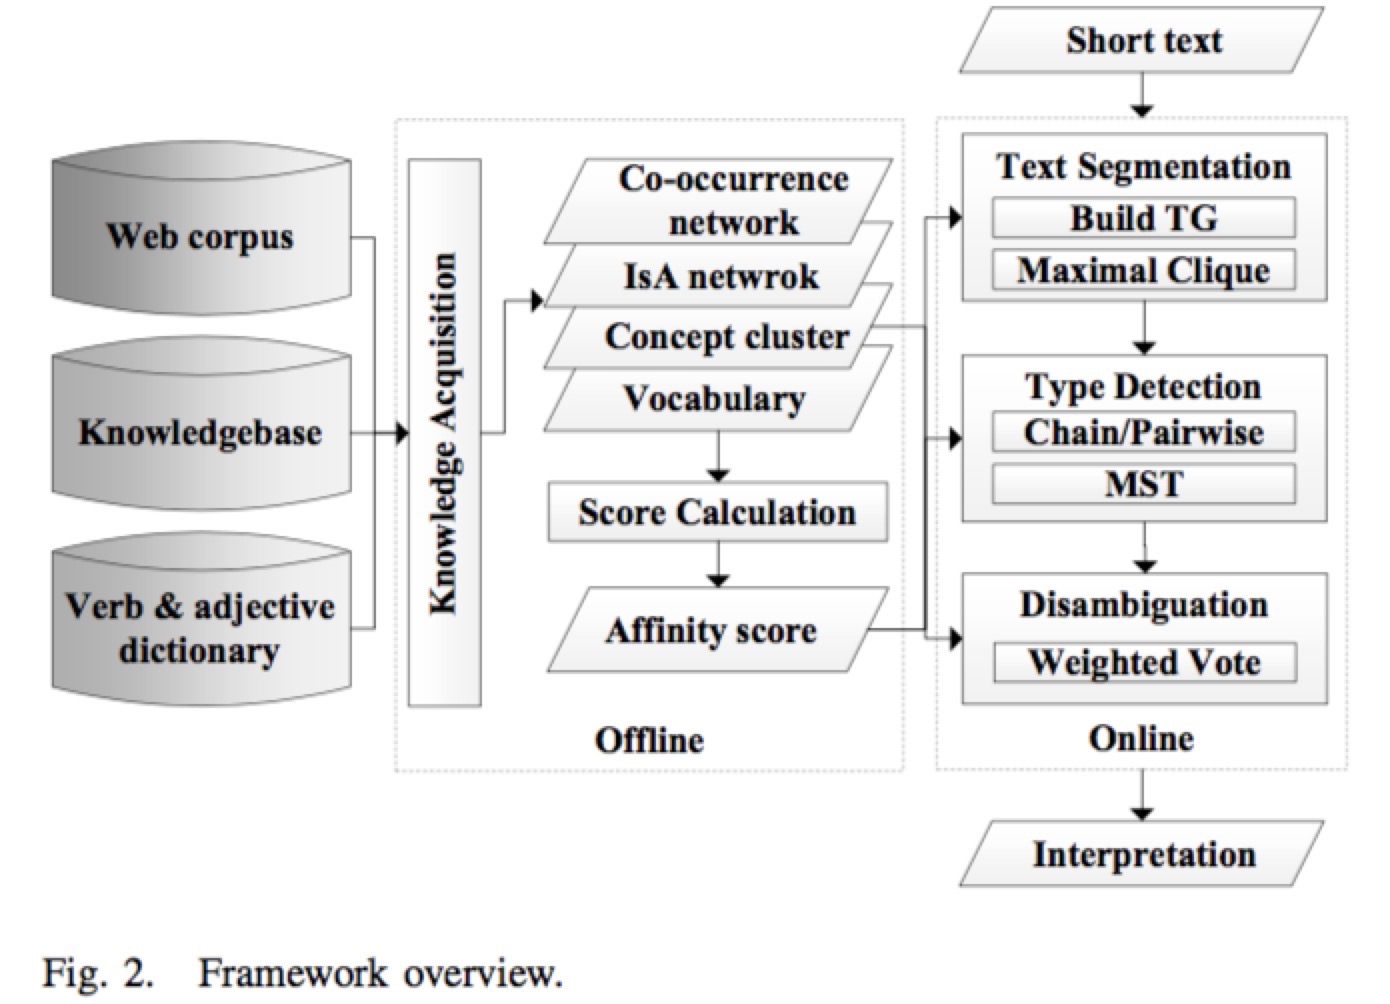 Short text
Web corpus
Knowledgebase
Verb & adjective
dictionary
Knowledge Acquisition
Co-occurrence
network
IsA netwrok
Concept cluster
Vocabulary
Score Calculation
Affinity score
Offline
Text Segmentation
Build TG
Maximal Clique
Type Detection
Chain/Pairwise
MST
Disambiguation
Weighted Vote
Online
Interpretation
Fig. 2. Framework overview.